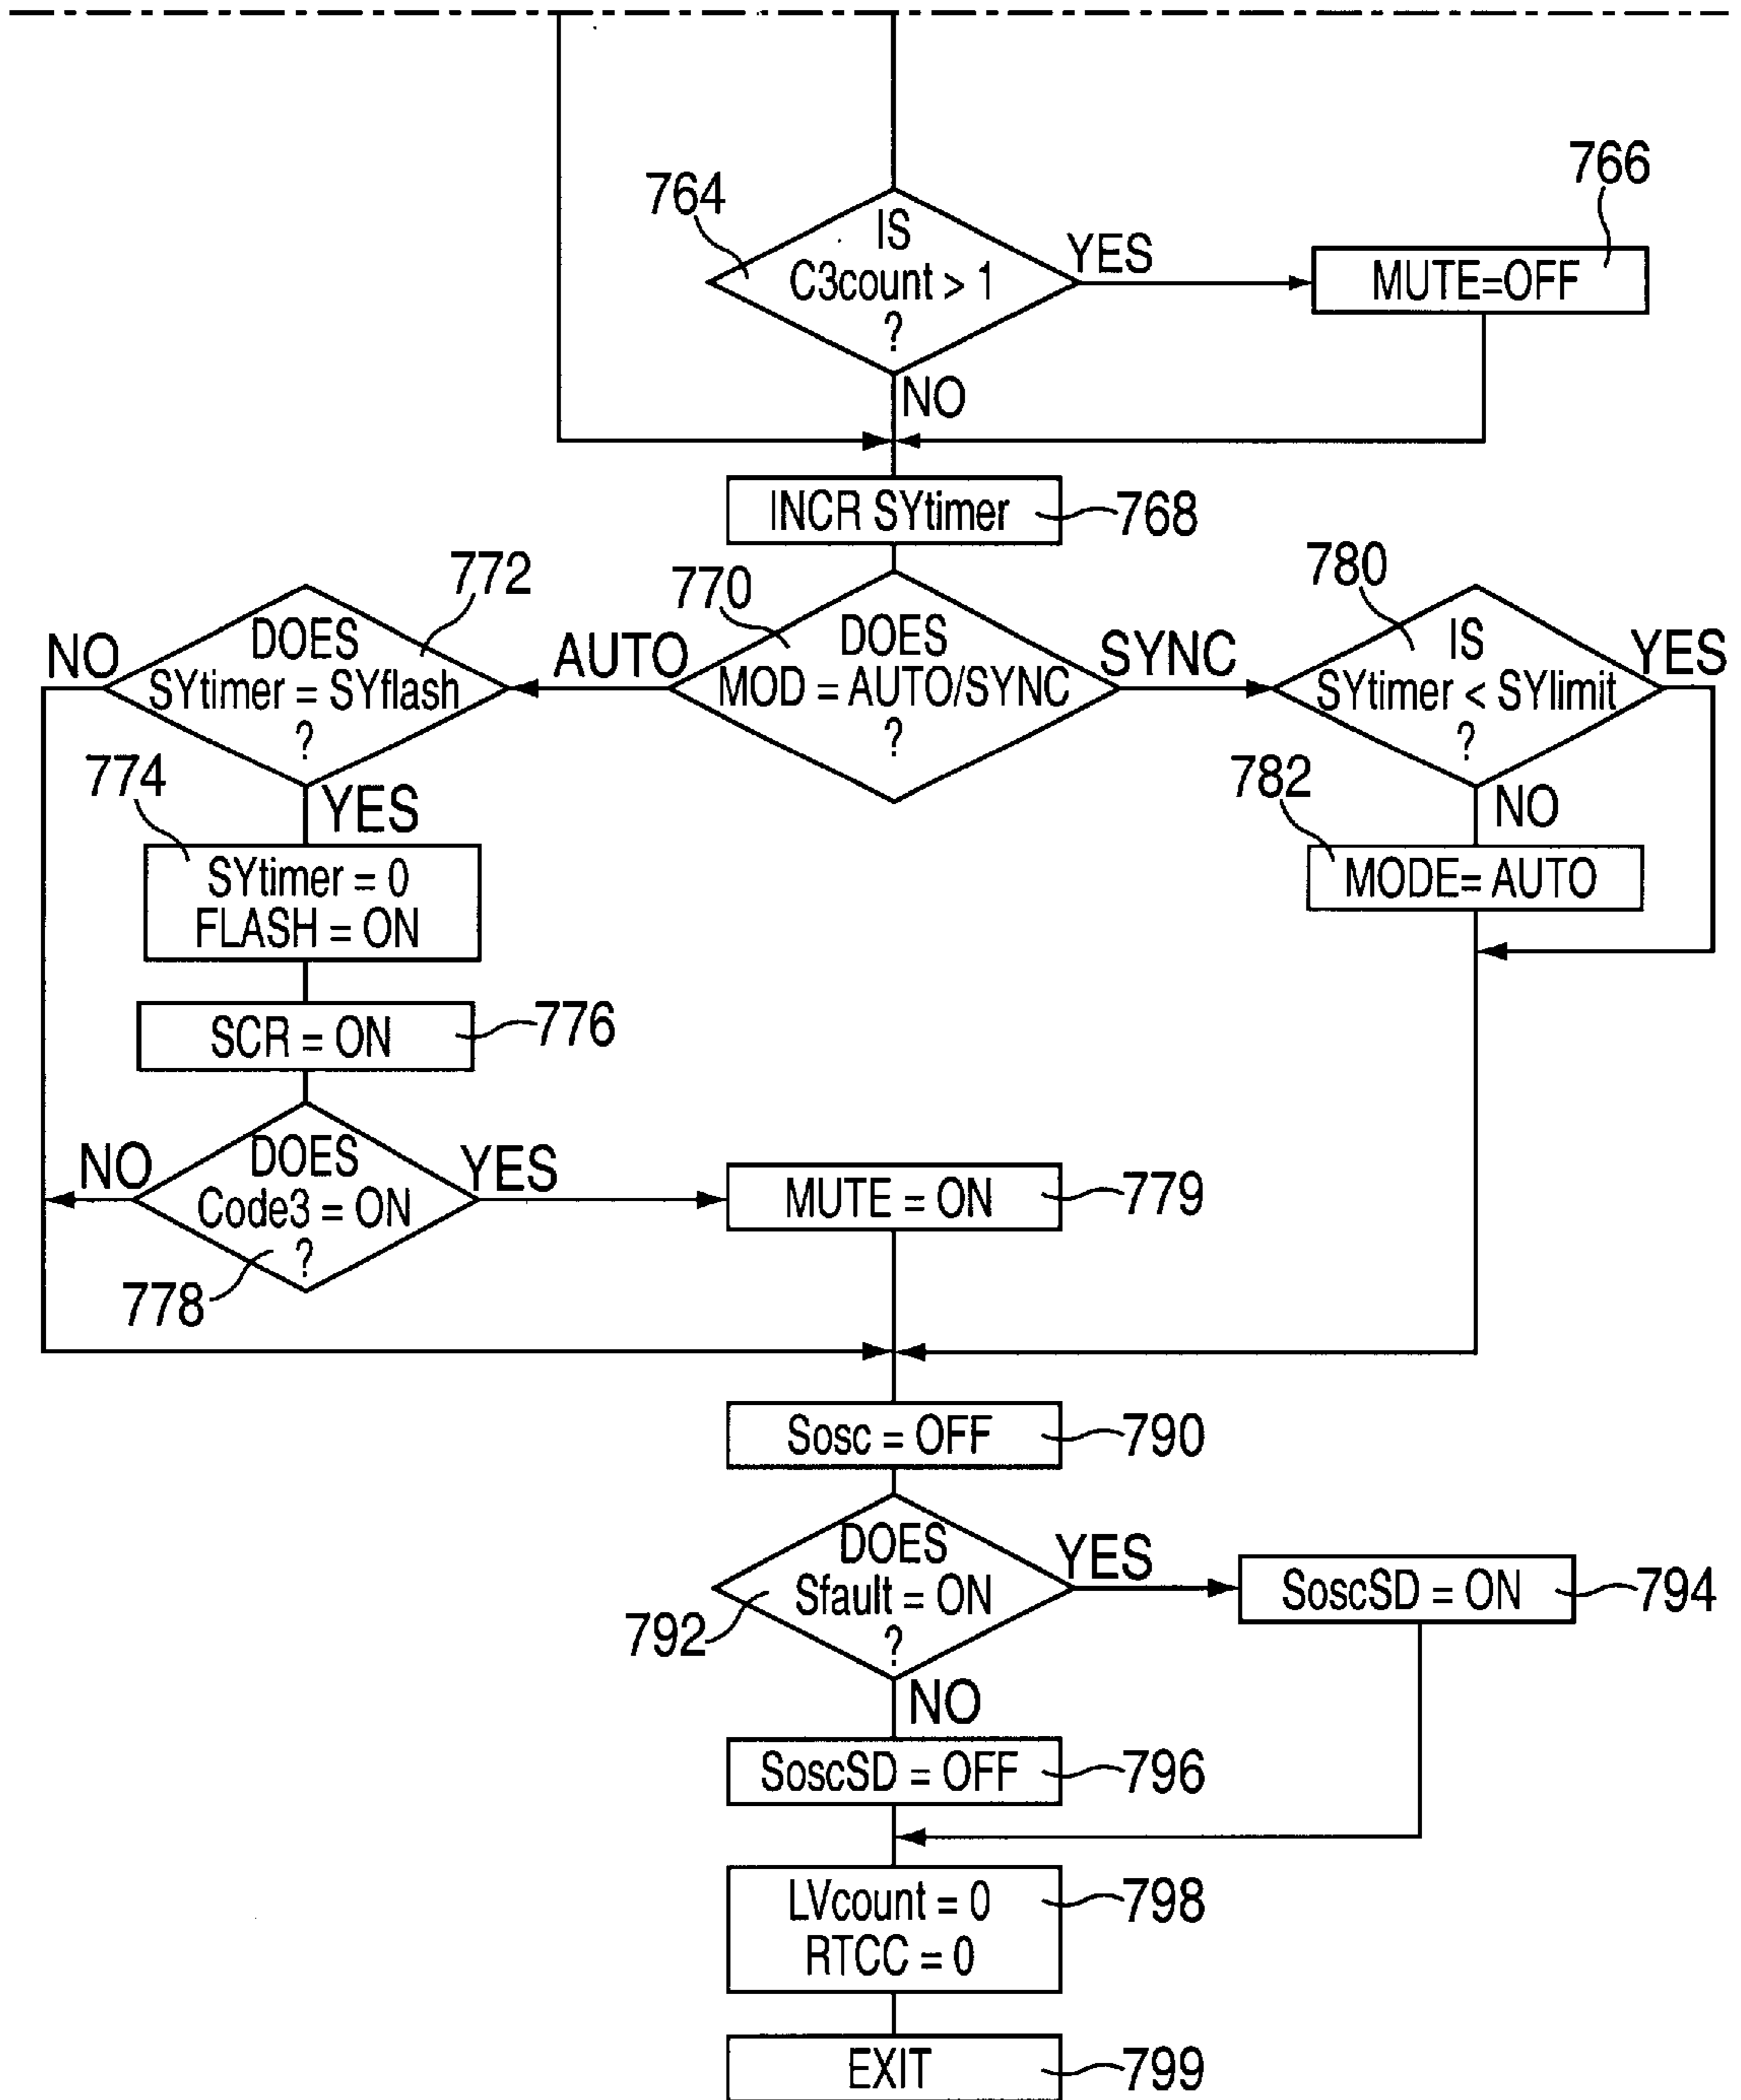 766
764
IS
C3count > 1
?
YES
MUTE=OFF
NO
INCR SYtimer
768
772
770
780
NO
DOES
SYtimer = SYflash
?
AUTO
DOES
MOD = AUTO/SYNC
?
SYNC
IS
SYtimer < SYlimit
?
YES
774
YES
782
NO
SYtimer = 0
FLASH = ON
MODE= AUTO
SCR = ON
776
NO
DOES
Code3 = ON
?
YES
778
MUTE = ON
779
Sosc = OFF
790
DOES
Sfault = ON
?
792
YES
SoscSD = ON
794
NO
SoscSD = OFF
796
LVcount = 0
RTCC = 0
798
EXIT
799